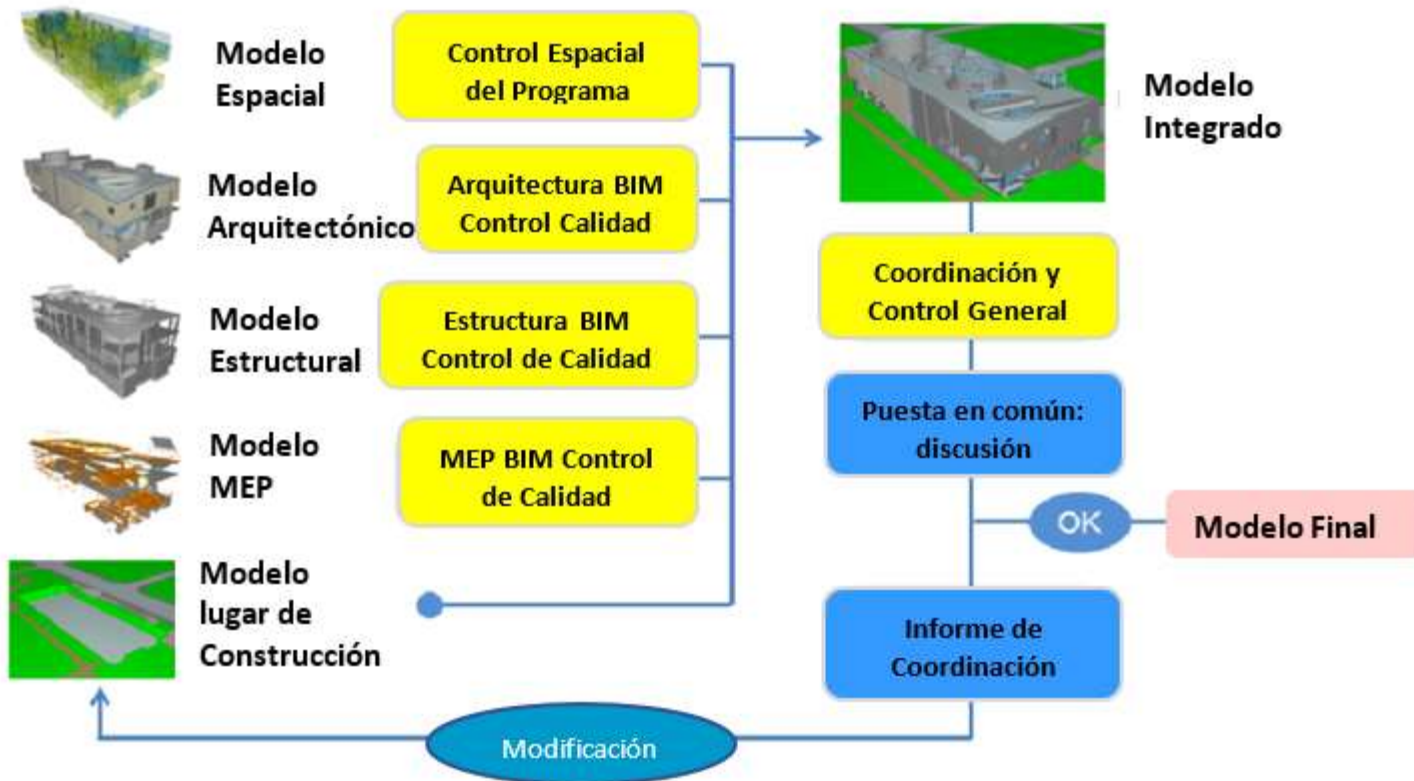 Modelo
Espacial
Control Espacial
del Programa
Modelo
Integrado
Modelo
Arquitectónico
Arquitectura BIM
Control Calidad
Coordinación y
Control General
Modelo
Estructural
Estructura BIM
Control de Calidad
Puesta en común:
discusión
Modelo
MEP
MEP BIM Control
de Calidad
OK
Modelo Final
Modelo
lugar de
Construcción
Informe de
Coordinación
Modificación